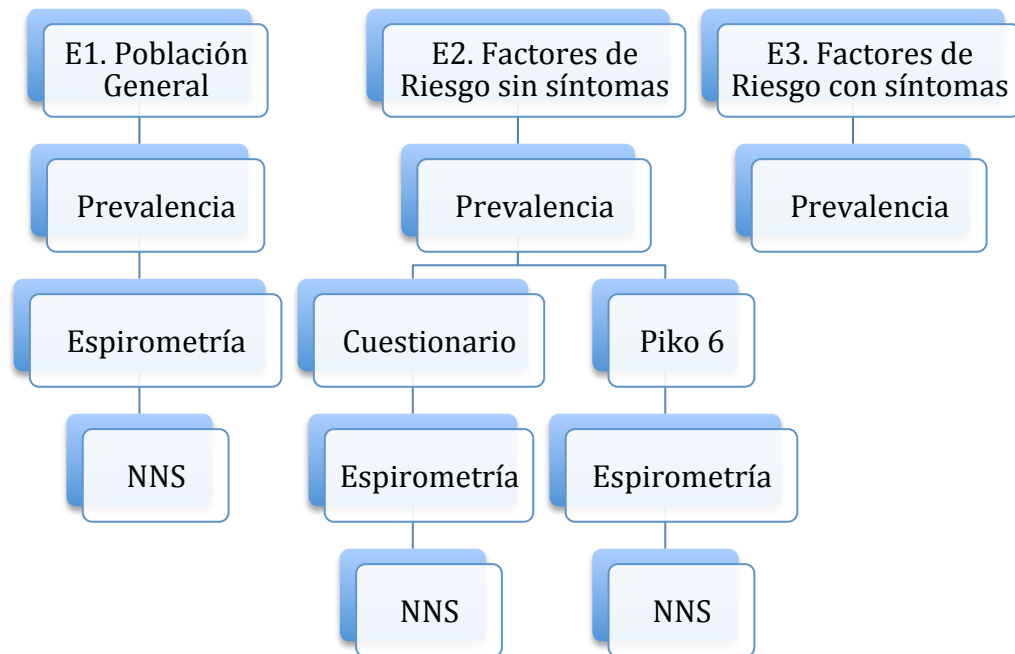 E1. Población
General
E2. Factores de
Riesgo sin síntomas
E3. Factores de
Riesgo con síntomas
Prevalencia
Prevalencia
Prevalencia
Espirometría
Cuestionario
Piko 6
NNS
Espirometría
Espirometría
NNS
NNS